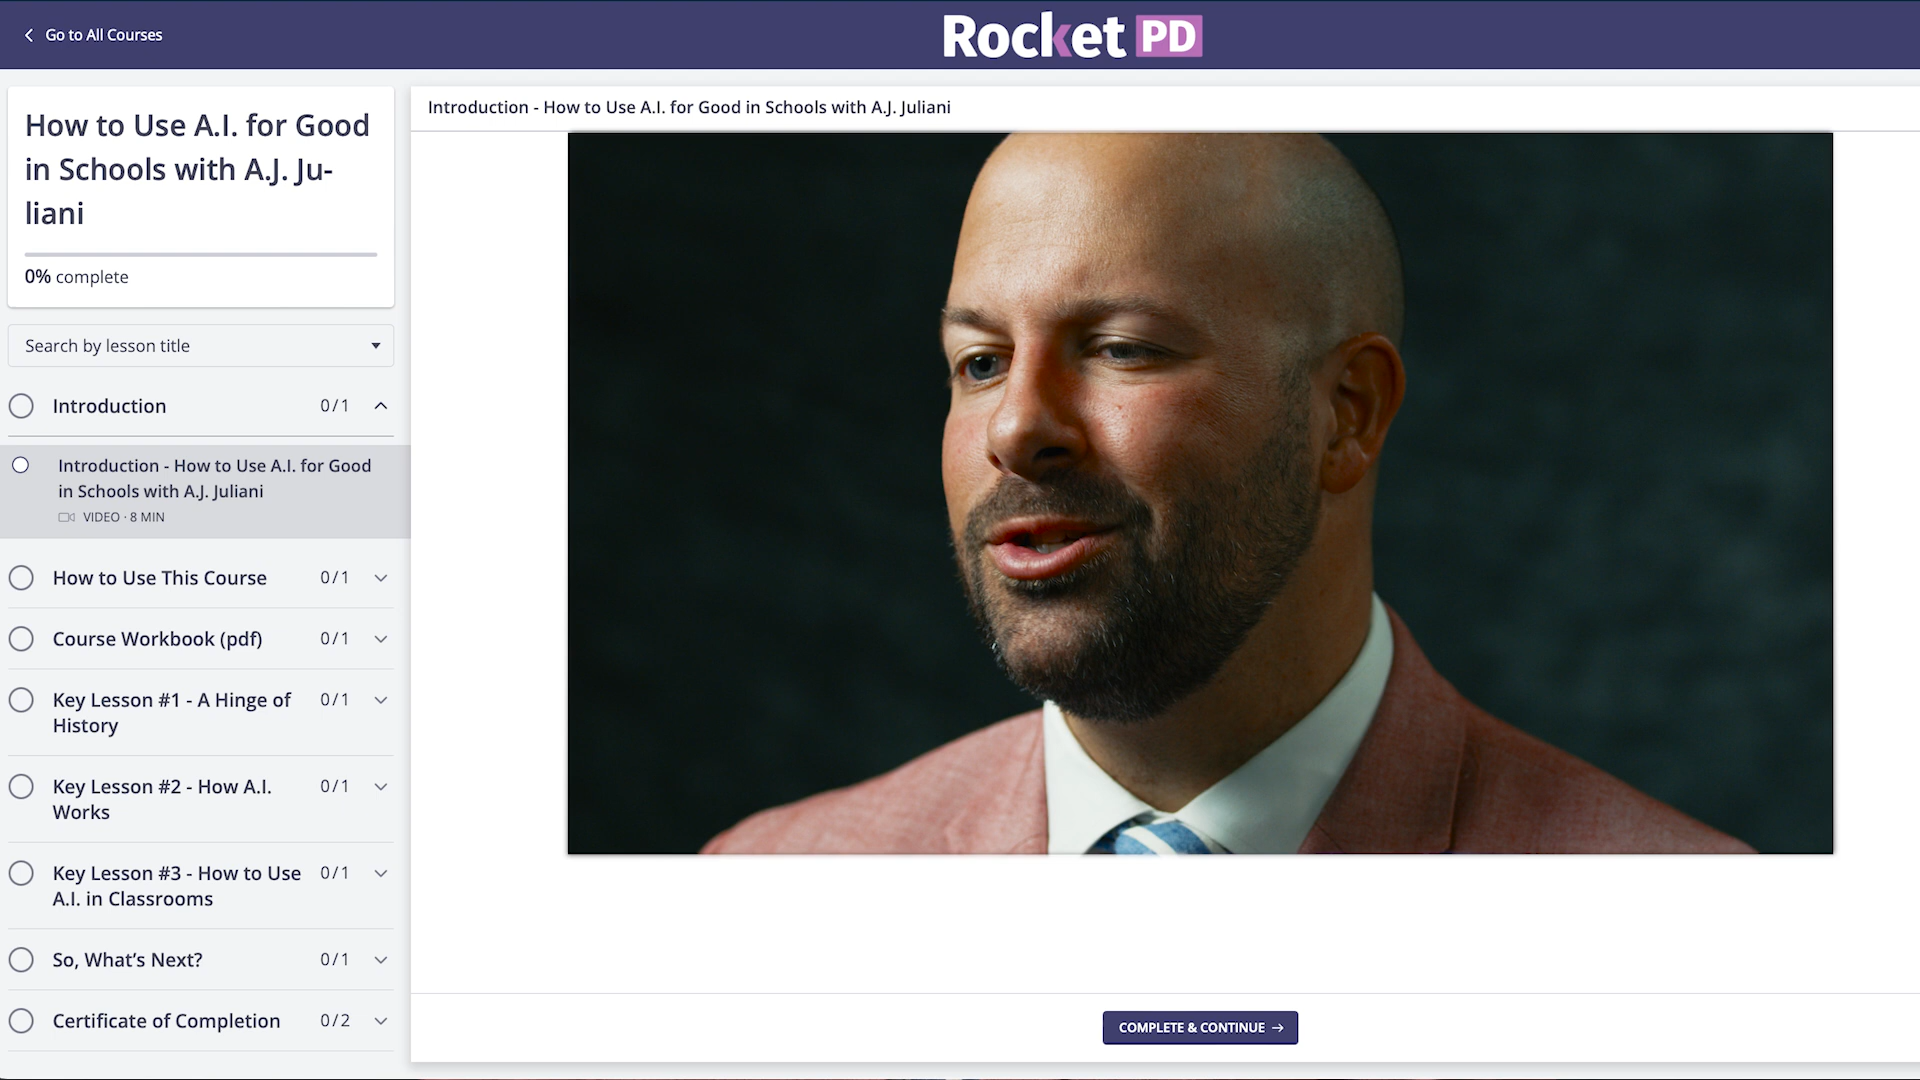 Go to All Courses
Rocket PD
How to Use A.I. for Good
in Schools with A.J. Ju-
liani
0% complete
Search by lesson title
Introduction 0/1
Introduction - How to Use A.I. for Good
in Schools with A.J. Juliani
VIDEO · 8 MIN
How to Use This Course 0/1
Course Workbook (pdf) 0/1
Key Lesson #1 - A Hinge of 0/1
History
Key Lesson #2 - How A.I. 0/1
Works
Key Lesson #3 - How to Use 0/1
A.I. in Classrooms
So, What’s Next? 0/1
Certificate of Completion 0/2
Introduction - How to Use A.I. for Good in Schools with A.J. Juliani
COMPLETE & CONTINUE →